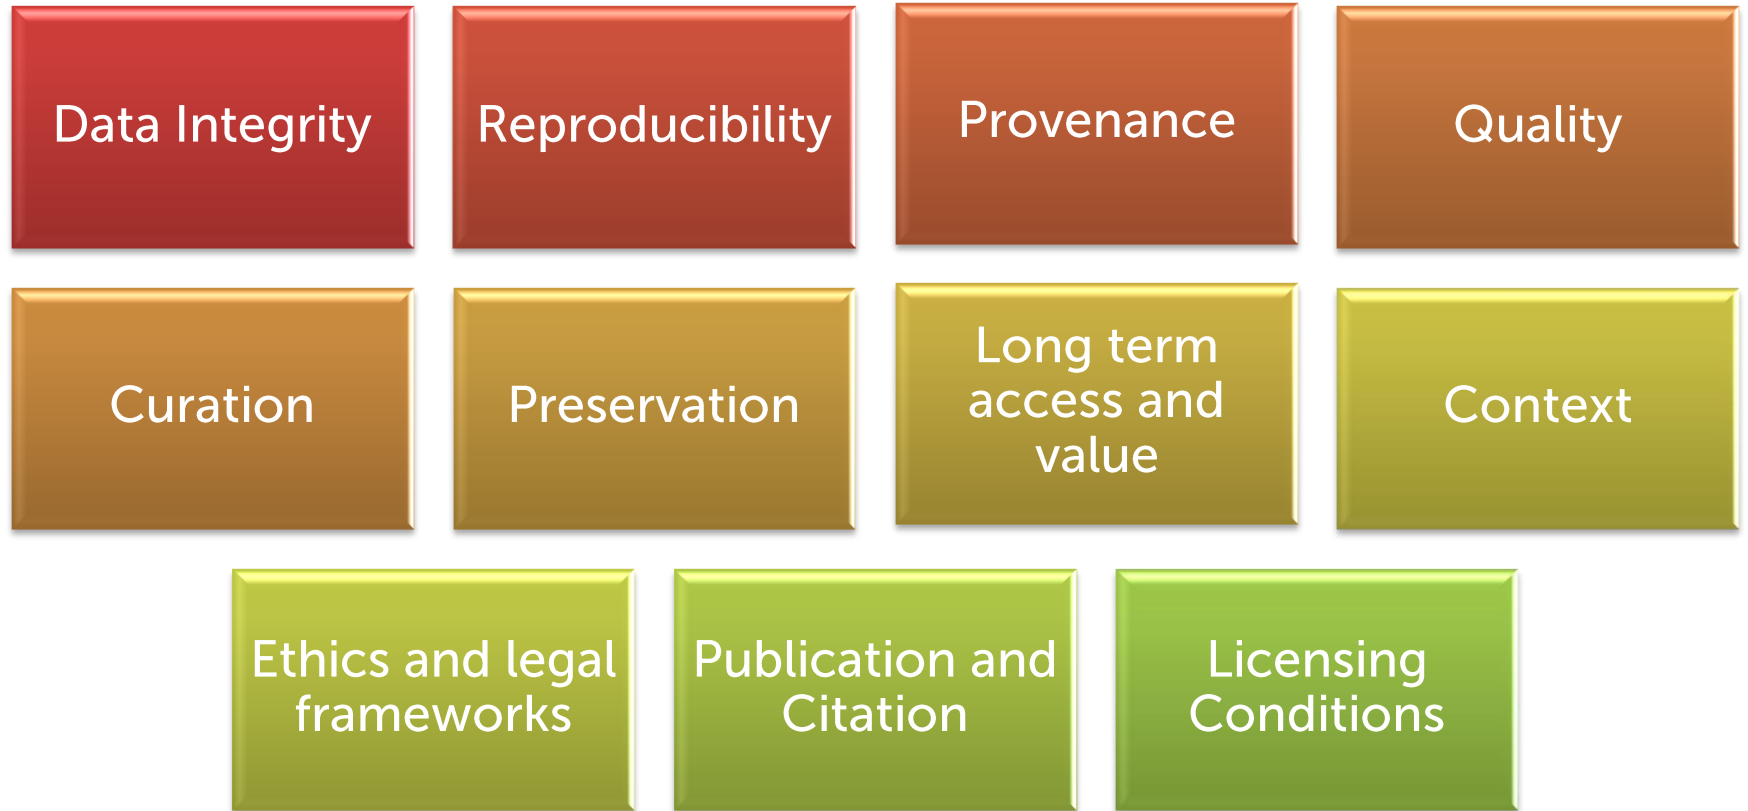 Data Integrity
Reproducibility
Provenance
Quality
Curation
Preservation
Long term
access and
value
Context
Ethics and legal
frameworks
Publication and
Citation
Licensing
Conditions